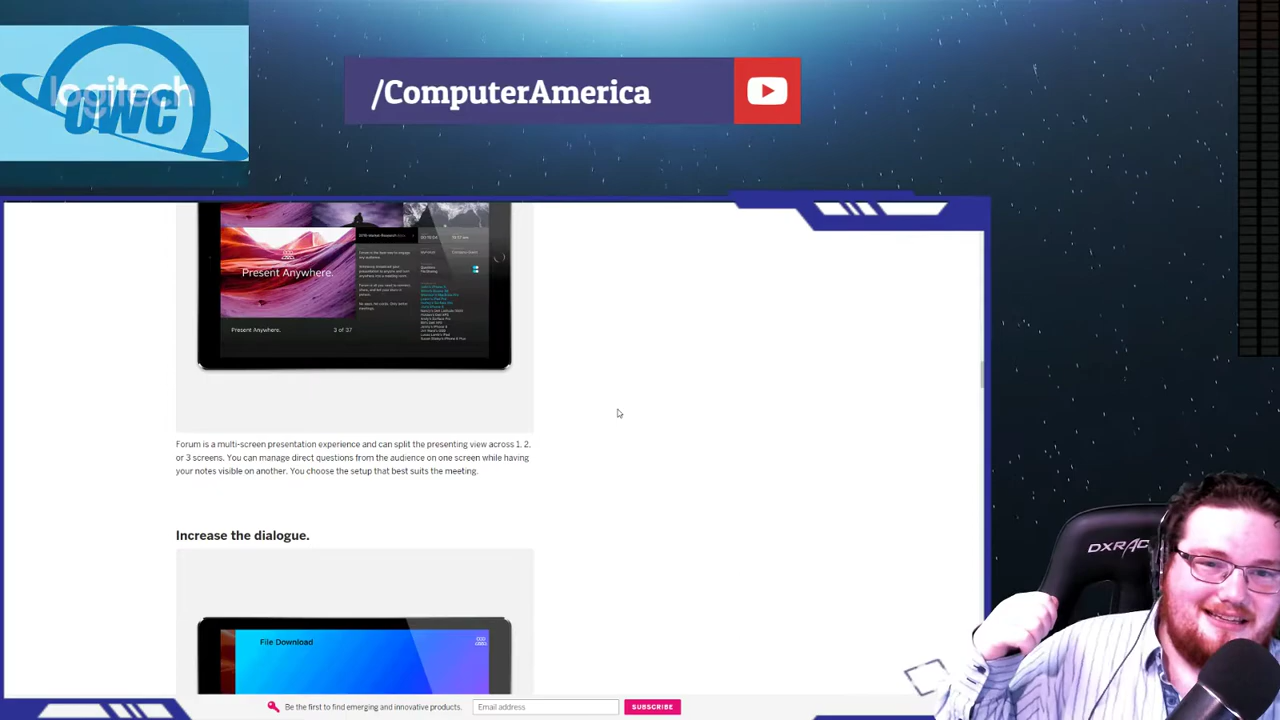 logitech
OWC
/ComputerAmerica
Present Anywhere.
Present Anywhere.
3 of 37
Forum is a multi-screen presentation experience and can split the presenting view across 1, 2,
or 3 screens. You can manage direct questions from the audience on one screen while having
your notes visible on another. You choose the setup that best suits the meeting.
Increase the dialogue.
File Download
DXRAC
Be the first to find emerging and innovative products.
Email address
SUBSCRIBE